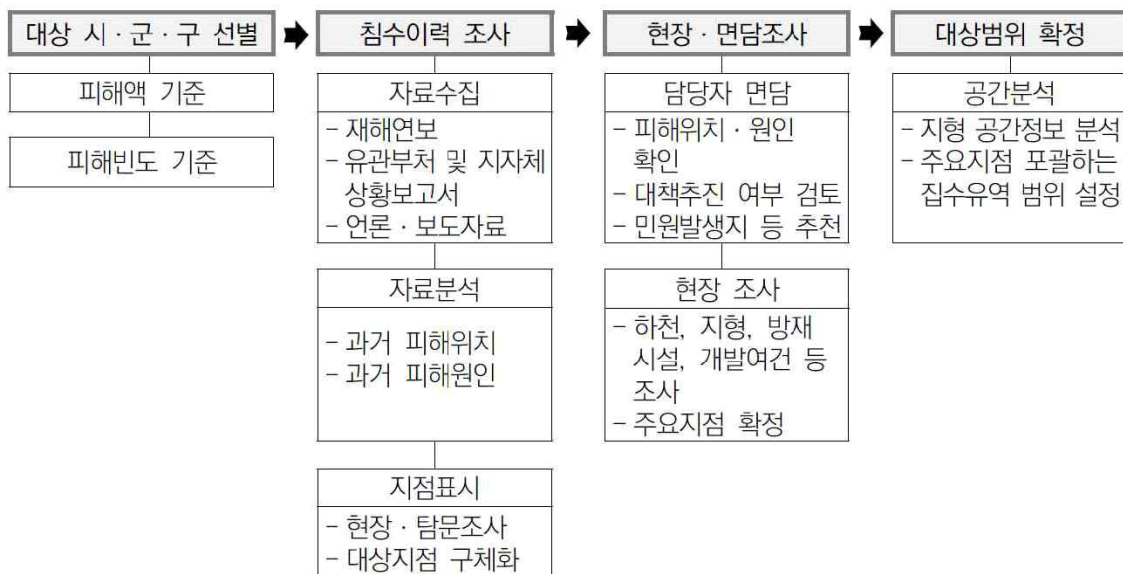 대상 시·군·구 선별
침수이력 조사
현장·면담조사
대상범위 확정
피해액 기준
피해빈도 기준
자료수집
- 재해연보
- 유관부처 및 지자체
상황보고서
- 언론·보도자료
자료분석
- 과거 피해위치
- 과거 피해원인
지점표시
- 현장·탐문조사
- 대상지점 구체화
담당자 면담
- 피해위치·원인
확인
- 대책추진 여부 검토
- 민원발생지 등 추천
현장 조사
- 하천, 지형, 방재
시설, 개발여건 등
조사
- 주요지점 확정
공간분석
- 지형 공간정보 분석
- 주요지점 포괄하는
집수유역 범위 설정